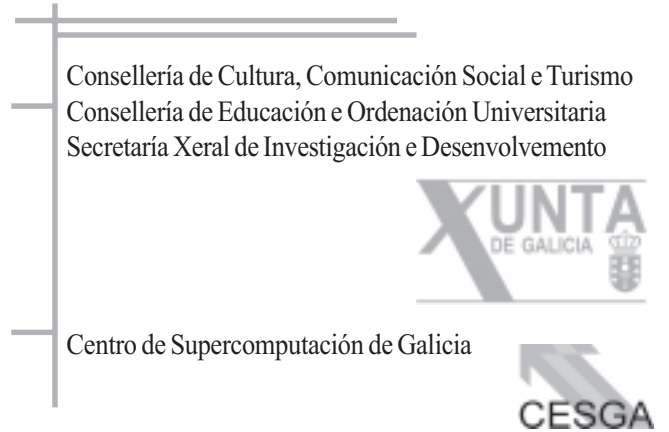 Consellería de Cultura, Comunicación Social e Turismo
Consellería de Educación e Ordenación Universitaria
Secretaría Xeral de Investigación e Desenvolvemento
XUNTA
DE GALICIA
Centro de Supercomputación de Galicia
CESGA